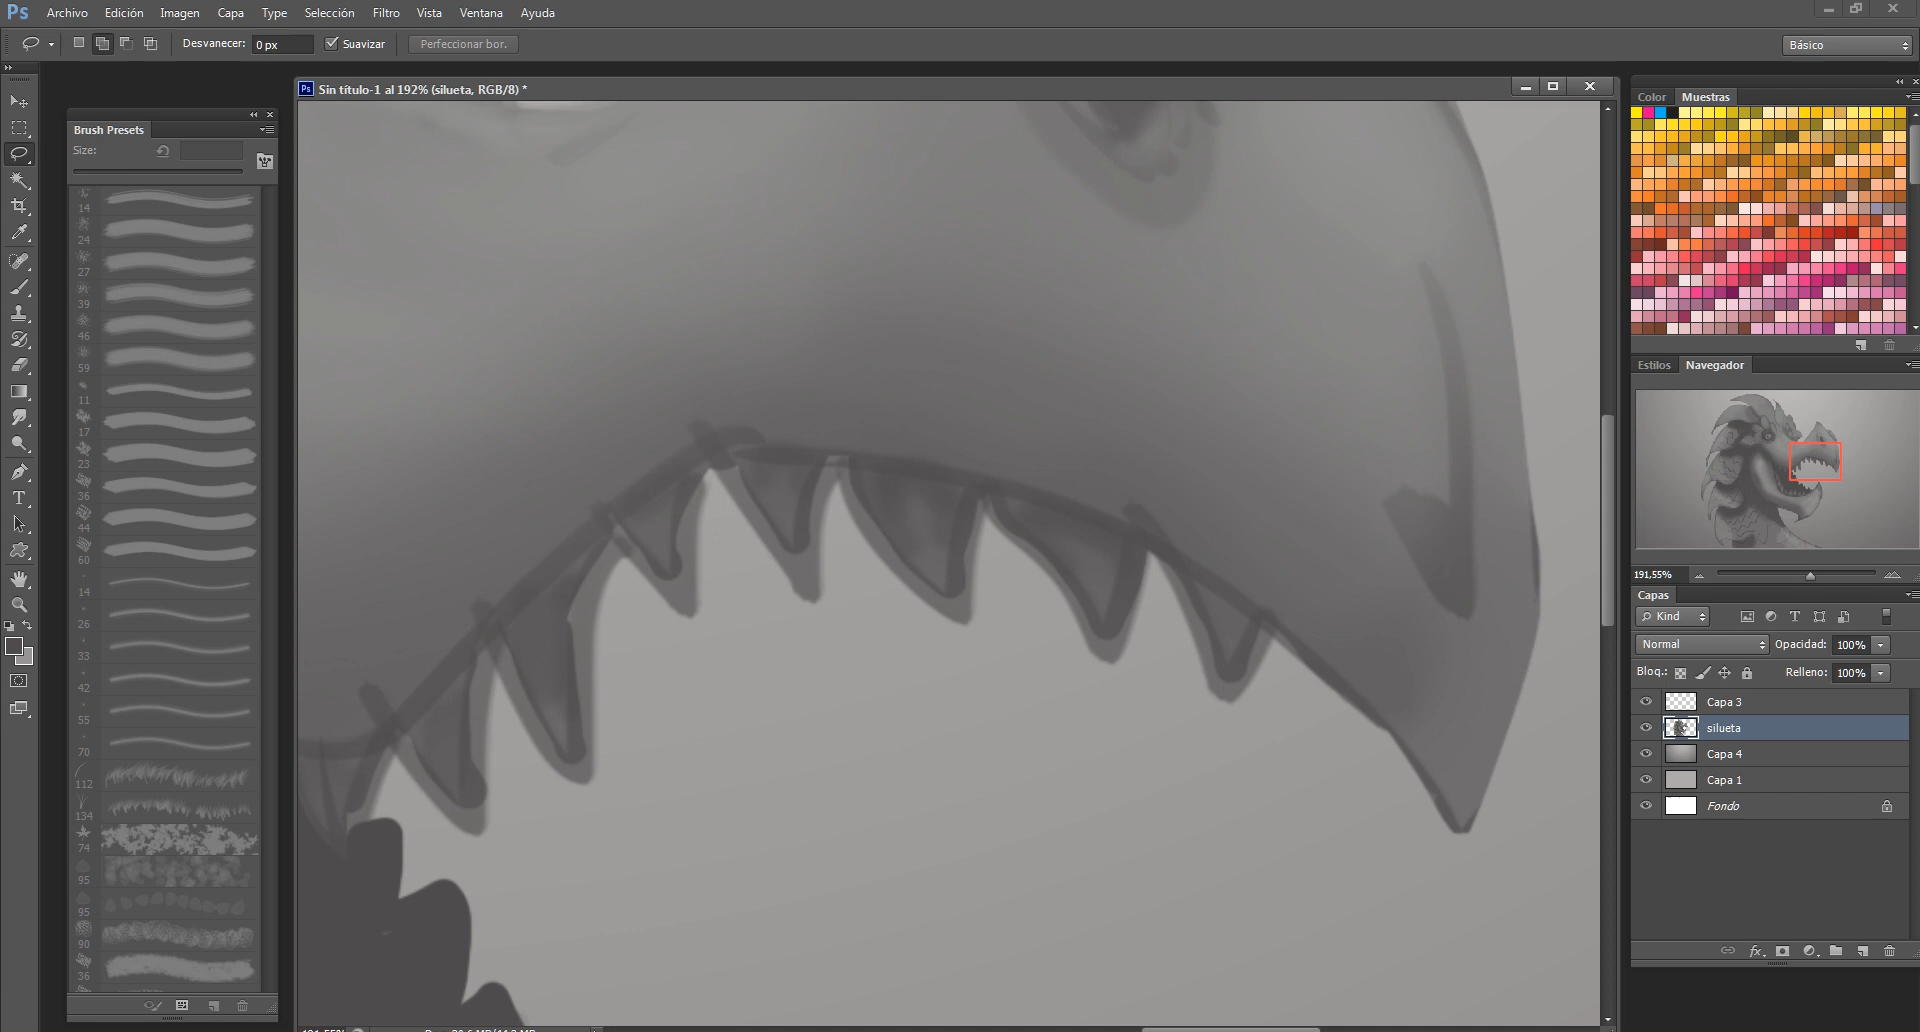 Ps Archivo Edición Imagen Capa Type Selección Filtro Vista Ventana Ayuda
Desvanecer: 0 px Suavizar Perfeccionar bor. Básico
Ps Sin título-1 al 192% (silueta, RGB/8) *
Brush Presets
Size:
14
24
27
39
46
59
11
17
23
36
44
60
14
26
33
42
55
70
112
134
74
95
95
90
36
Color Muestras
Estilos Navegador
191,55%
Capas
Kind
Normal Opacidad: 100%
Bloq.: Relleno: 100%
Capa 3
silueta
Capa 4
Capa 1
Fondo
fx
191,55%